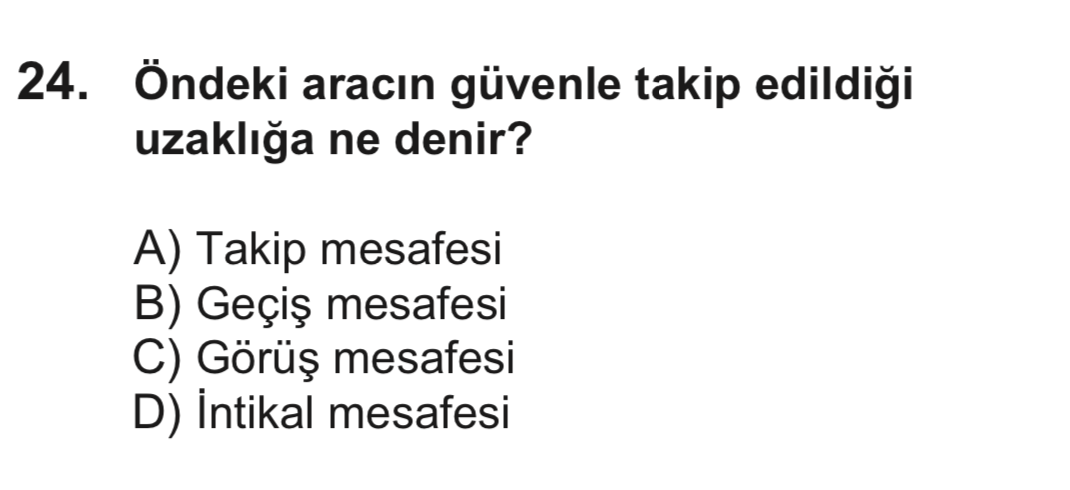 24. Öndeki aracın güvenle takip edildiği
uzaklığa ne denir?
A) Takip mesafesi
B) Geçiş mesafesi
C) Görüş mesafesi
D) İntikal mesafesi